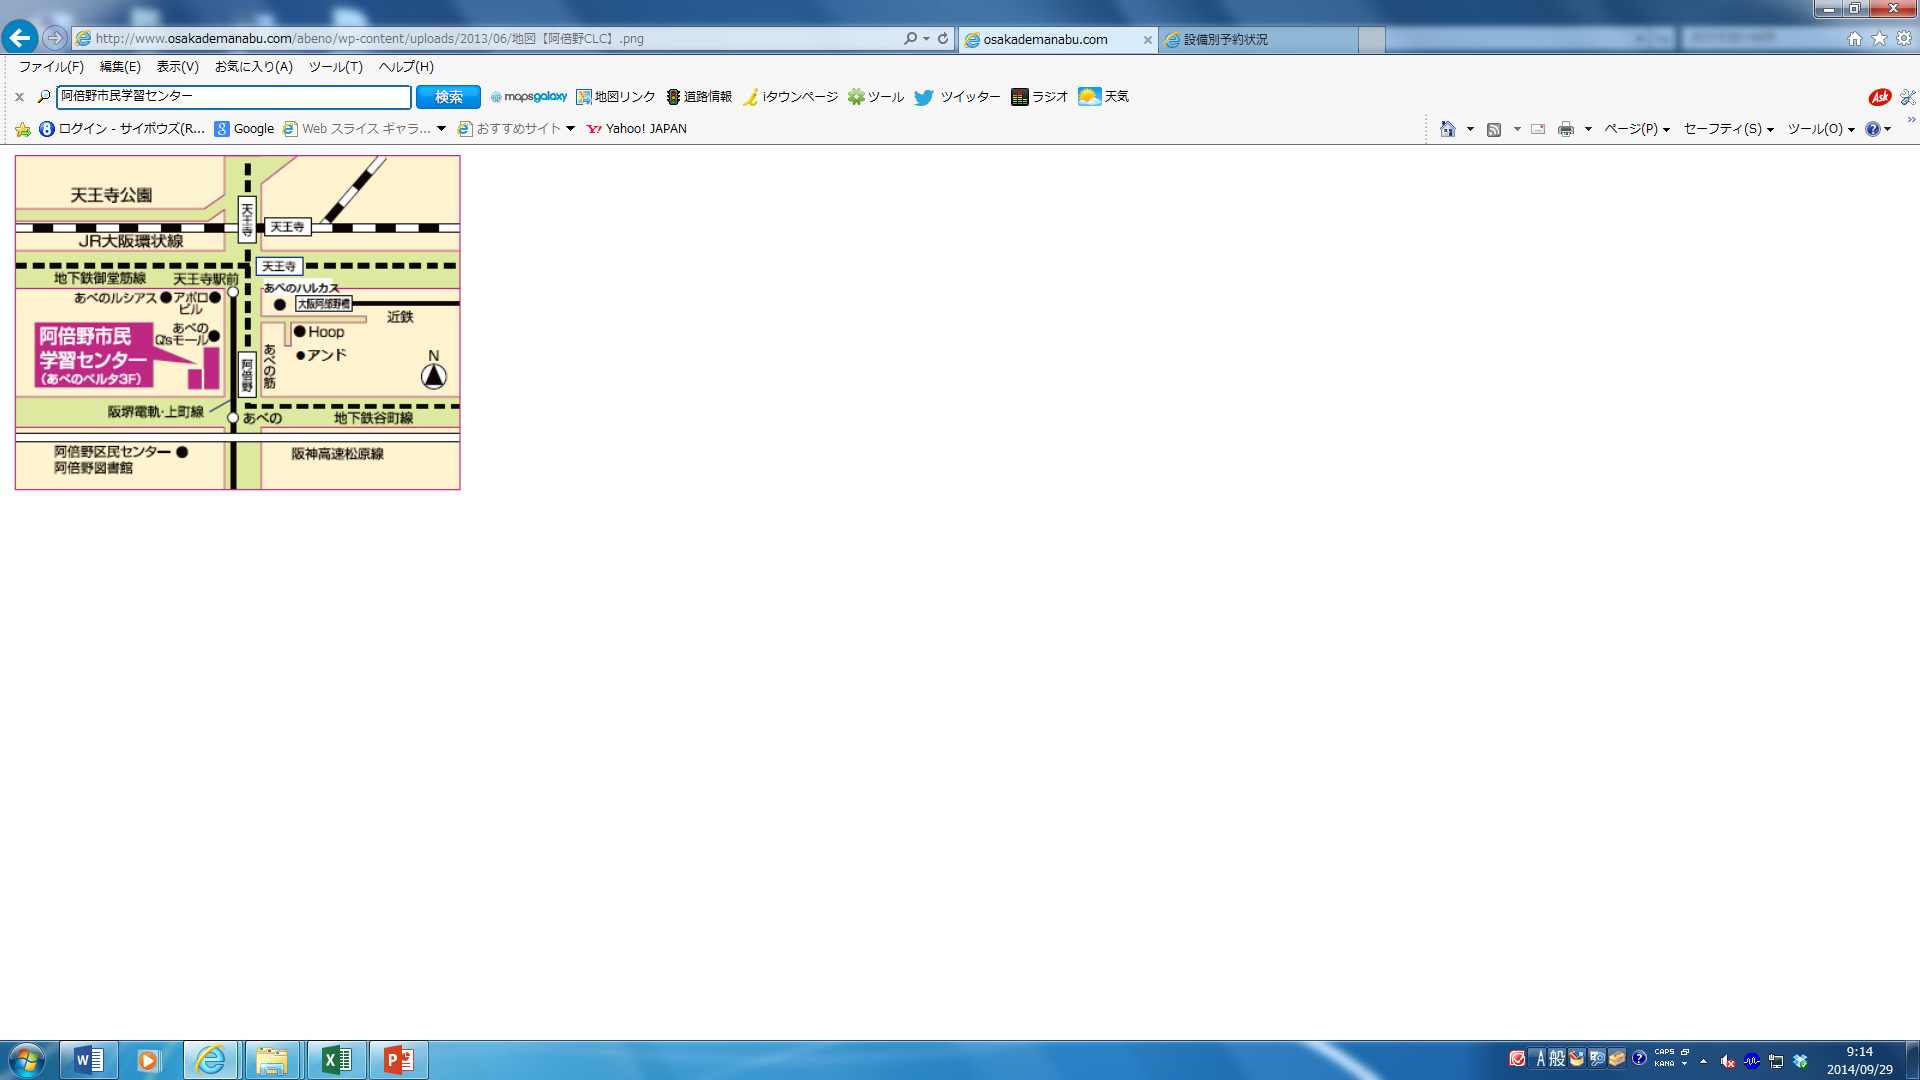 http://www.osakademanabu.com/abeno/wp-content/uploads/2013/06/地図【阿倍野CLC】.png
osakademanabu.com
設備別予約状況
ファイル(F) 編集(E) 表示(V) お気に入り(A) ツール(T) ヘルプ(H)
阿倍野市民学習センター
検索
mapsgalaxy 地図リンク 道路情報 iタウンページ ツール ツイッター ラジオ 天気
Ask
ログイン - サイボウズ(R... Google Web スライス ギャラ... おすすめサイト Yahoo! JAPAN
ページ(P) セーフティ(S) ツール(O)
天王寺公園
天王寺
天王寺
JR大阪環状線
天王寺
地下鉄御堂筋線
天王寺駅前
あべのハルカス
あべのルシアス
アポロ
ビル
大阪阿部野橋
近鉄
あべの
Q'sモール
Hoop
アンド
阿倍野市民
学習センター
(あべのベルタ3F)
阿倍野
あべの筋
N
阪堺電軌・上町線
あべの
地下鉄谷町線
阿倍野区民センター
阿倍野図書館
阪神高速松原線
A 般
CAPS
KANA
9:14
2014/09/29